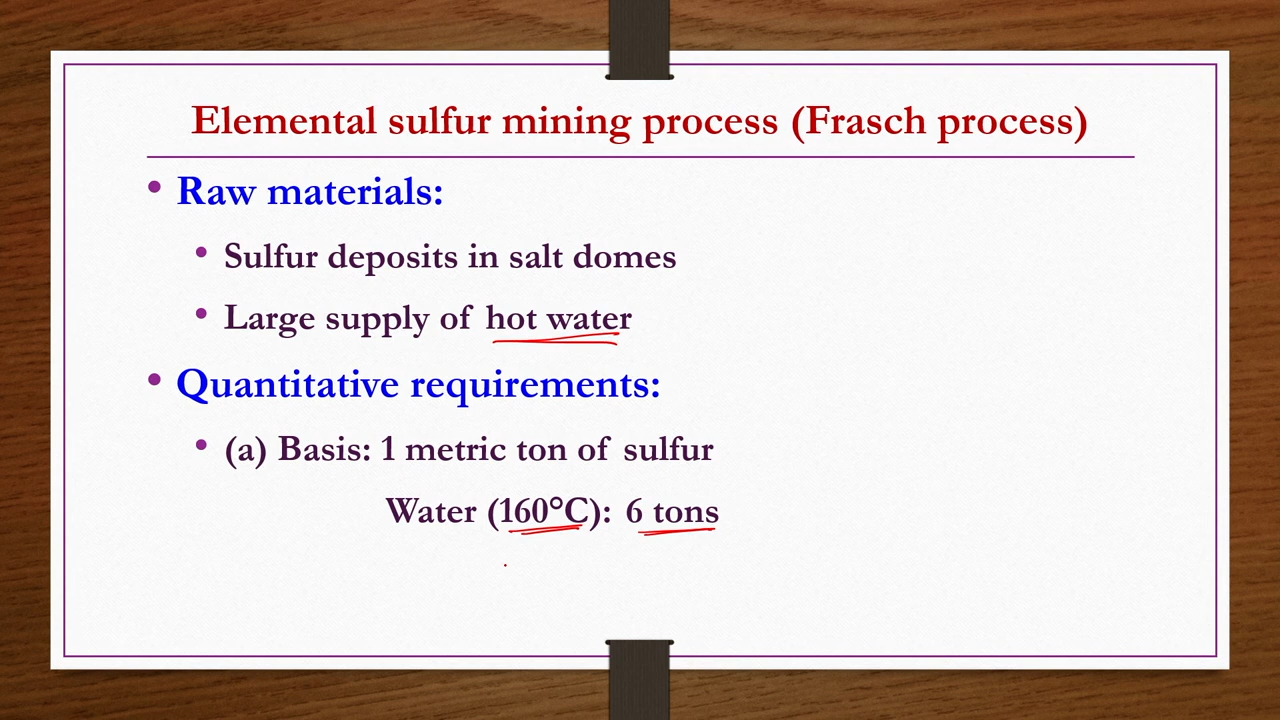 Elemental sulfur mining process (Frasch process)
• Raw materials:
• Sulfur deposits in salt domes
• Large supply of hot water
• Quantitative requirements:
• (a) Basis: 1 metric ton of sulfur
Water (160°C): 6 tons